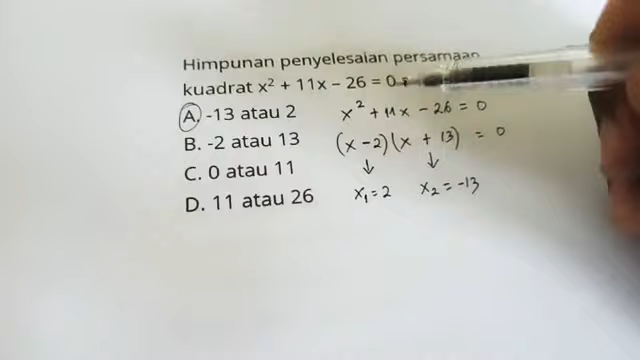 Himpunan penyelesaian persamaan
kuadrat x² + 11x – 26 = 0
A. -13 atau 2
B. -2 atau 13
C. 0 atau 11
D. 11 atau 26
x² + 11x – 26 = 0
(x – 2)(x + 13) = 0
↓ ↓
x₁ = 2 x₂ = -13